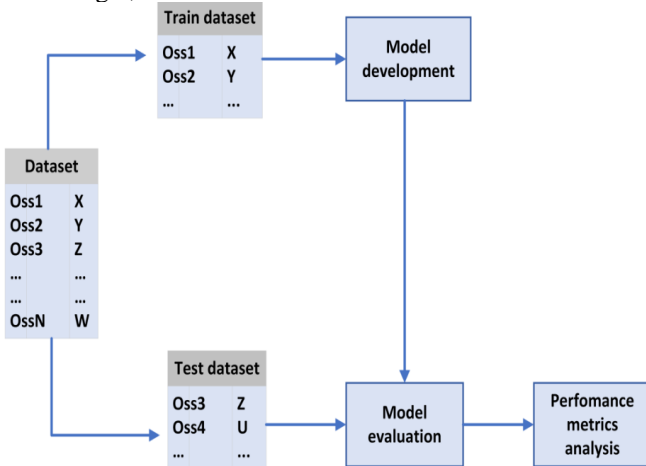 Train dataset
Oss1 X
Oss2 Y
... ...
Model
development
Dataset
Oss1 X
Oss2 Y
Oss3 Z
... ...
... ...
OssN W
Test dataset
Oss3 Z
Oss4 U
... ...
Model
evaluation
Perfomance
metrics
analysis